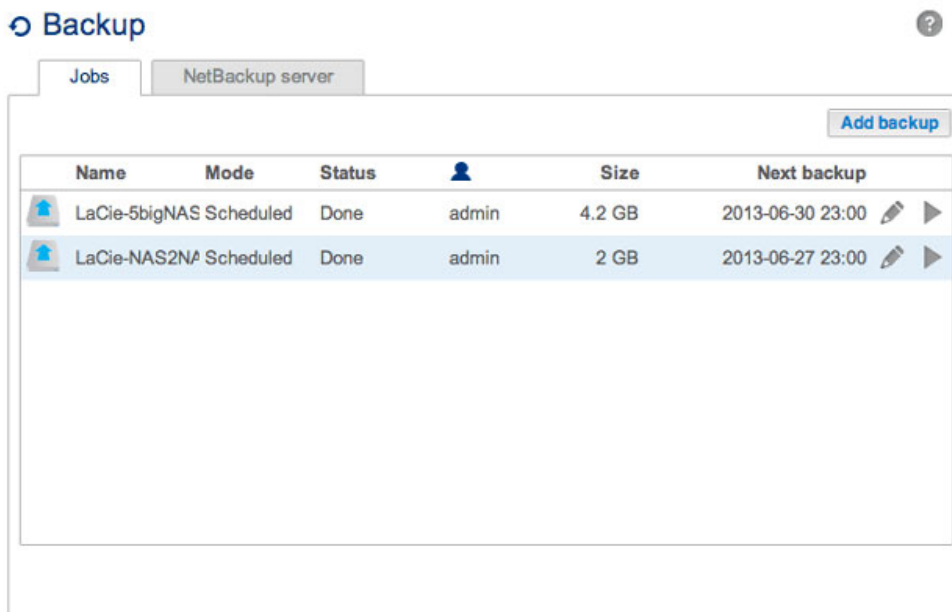 Backup
?
Jobs NetBackup server
Add backup
Name Mode Status Size Next backup
LaCie-5bigNAS Scheduled Done admin 4.2 GB 2013-06-30 23:00
LaCie-NAS2NA Scheduled Done admin 2 GB 2013-06-27 23:00